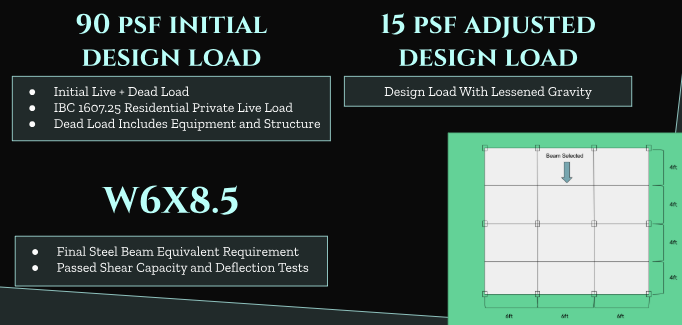 90 PSF INITIAL
DESIGN LOAD
● Initial Live + Dead Load
● IBC 1607.25 Residential Private Live Load
● Dead Load Includes Equipment and Structure
15 PSF ADJUSTED
DESIGN LOAD
Design Load With Lessened Gravity
W6X8.5
● Final Steel Beam Equivalent Requirement
● Passed Shear Capacity and Deflection Tests
Beam Selected
4ft
4ft
4ft
4ft
6ft
6ft
6ft